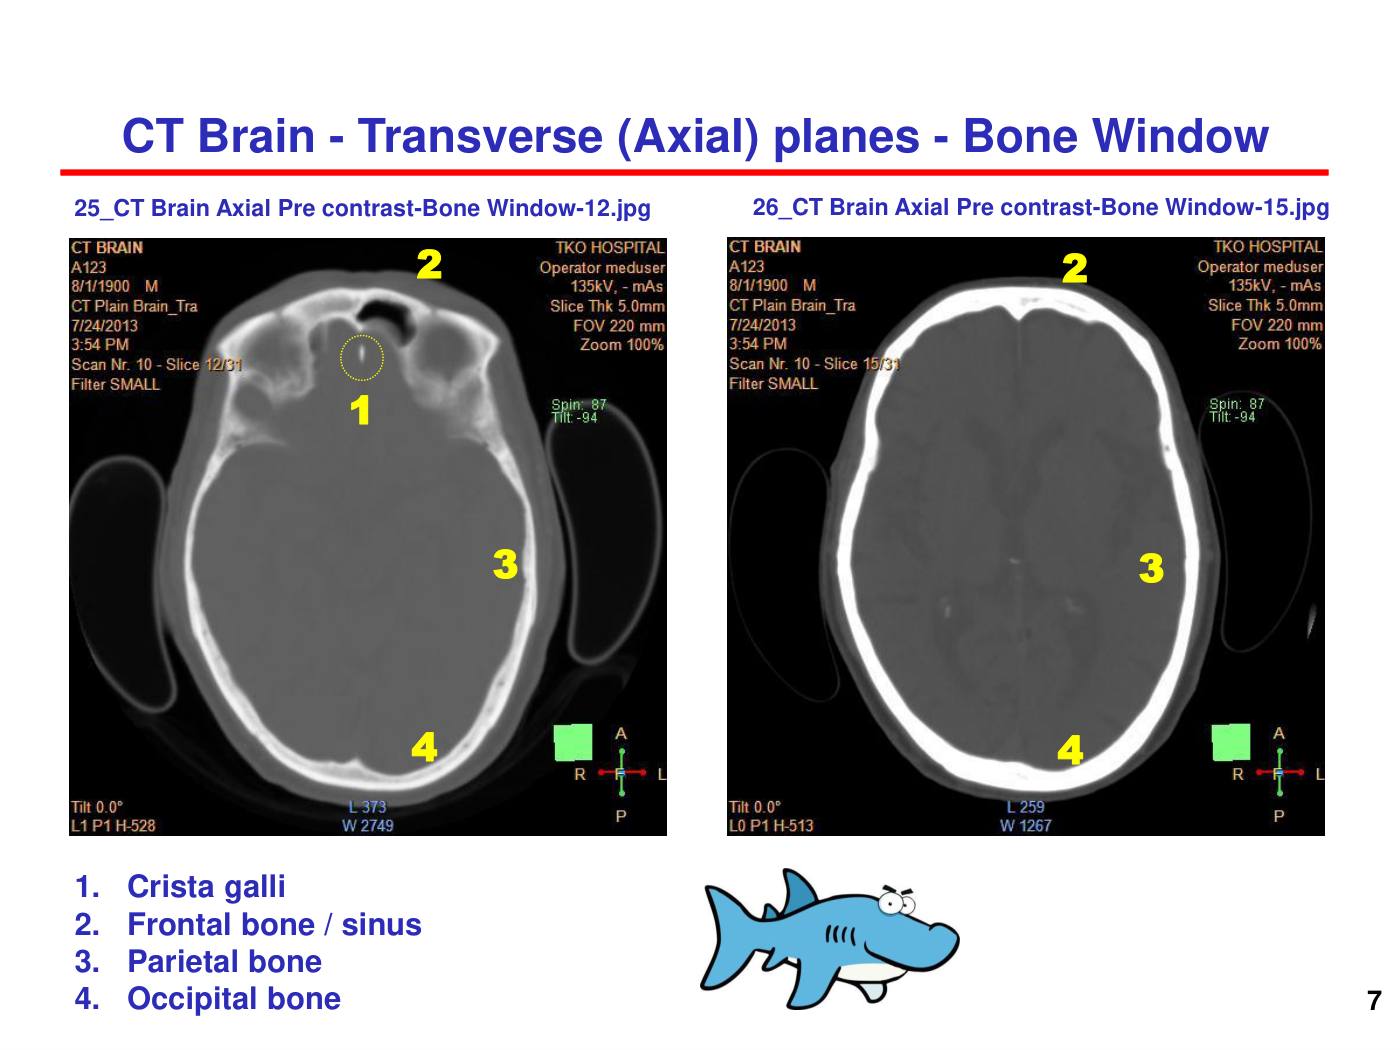 CT Brain - Transverse (Axial) planes - Bone Window
25_CT Brain Axial Pre contrast-Bone Window-12.jpg
CT BRAIN
A123
8/1/1900 M
CT Plain Brain_Tra
7/24/2013
3:54 PM
Scan Nr. 10 - Slice 12/31
Filter SMALL
TKO HOSPITAL
Operator meduser
135kV, - mAs
Slice Thk 5.0mm
FOV 220 mm
Zoom 100%
2
1
Spin: 87
Tilt: -94
3
4
A
R F L
P
Tilt 0.0°
L1 P1 H-528
L 373
W 2749
26_CT Brain Axial Pre contrast-Bone Window-15.jpg
CT BRAIN
A123
8/1/1900 M
CT Plain Brain_Tra
7/24/2013
3:54 PM
Scan Nr. 10 - Slice 15/31
Filter SMALL
TKO HOSPITAL
Operator meduser
135kV, - mAs
Slice Thk 5.0mm
FOV 220 mm
Zoom 100%
2
Spin: 87
Tilt: -94
3
4
A
R F L
P
Tilt 0.0°
L0 P1 H-513
L 259
W 1267
1. Crista galli
2. Frontal bone / sinus
3. Parietal bone
4. Occipital bone
7